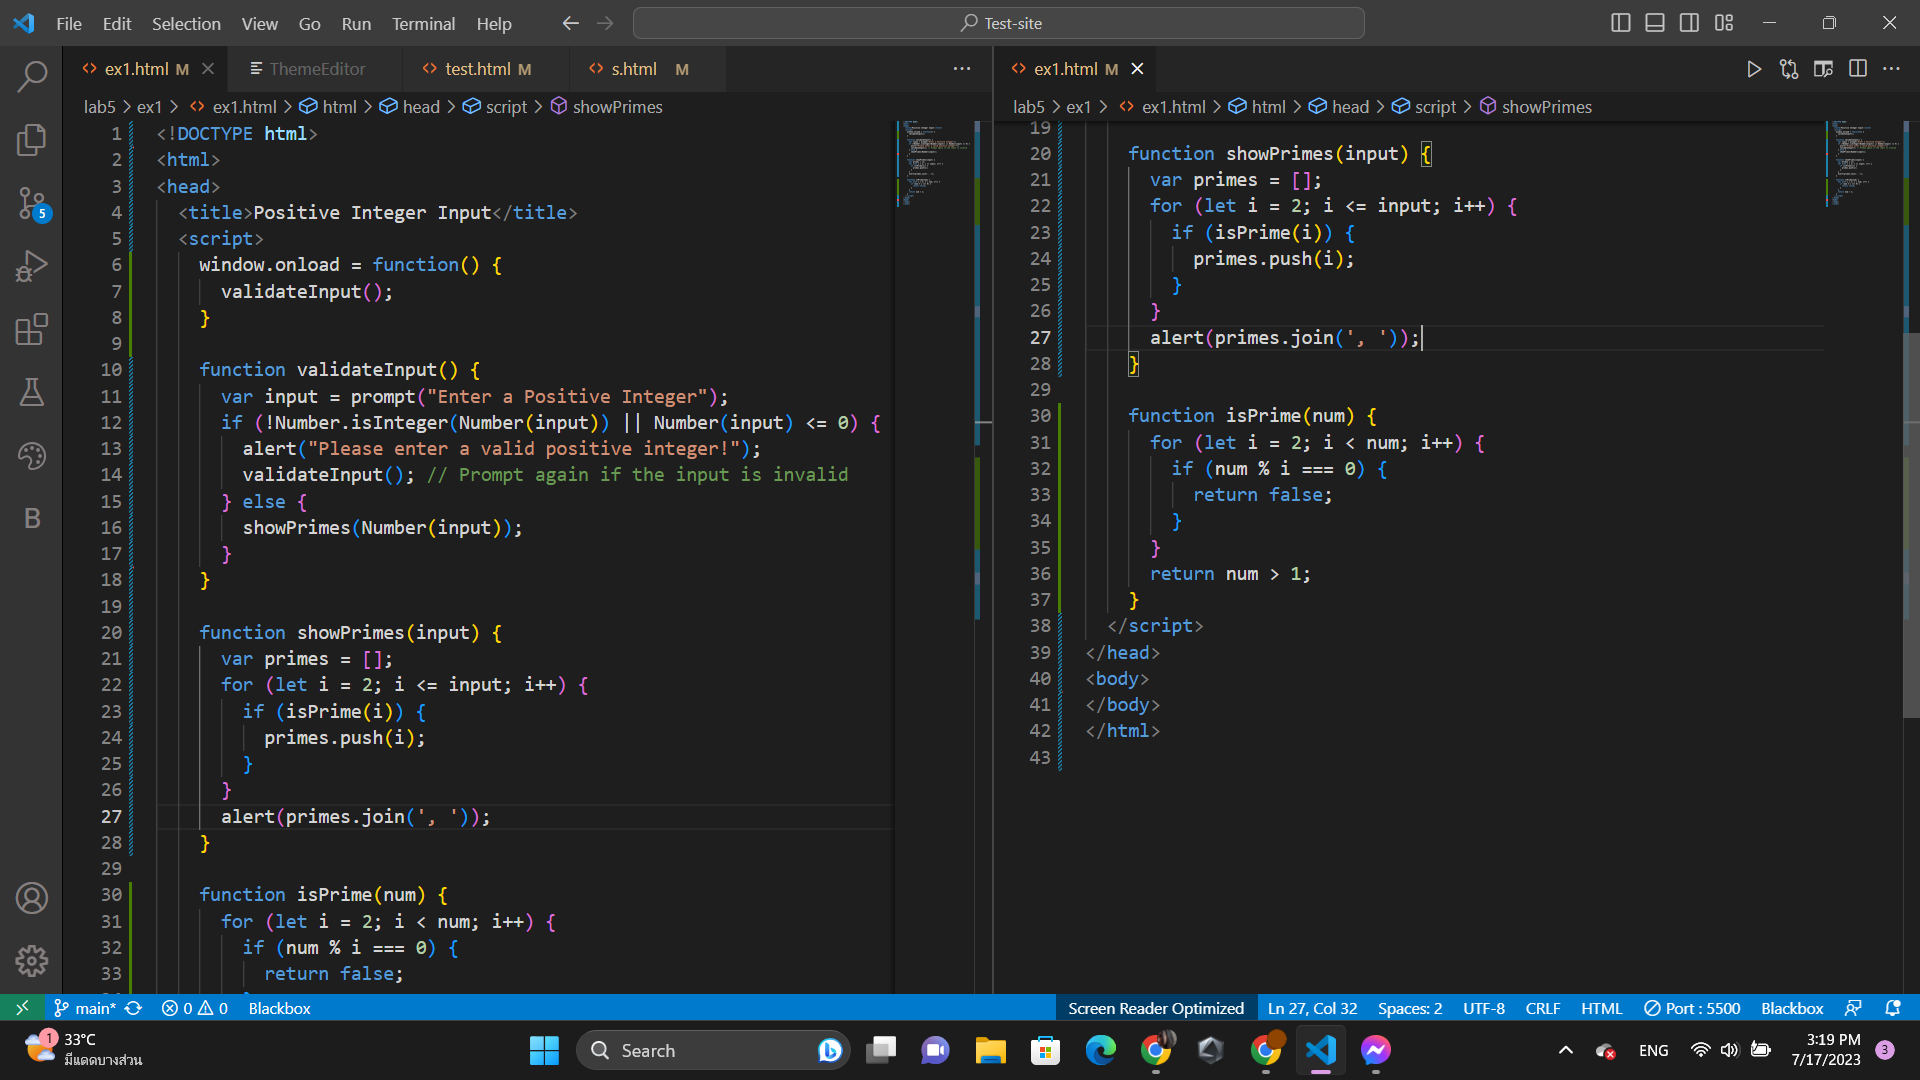 File Edit Selection View Go Run Terminal Help
Test-site
ex1.html M
ThemeEditor
test.html M
s.html M
lab5 > ex1 > ex1.html > html > head > script > showPrimes
1 <!DOCTYPE html>
2 <html>
3 <head>
4 <title>Positive Integer Input</title>
5 <script>
6 window.onload = function() {
7 validateInput();
8 }
9
10 function validateInput() {
11 var input = prompt("Enter a Positive Integer");
12 if (!Number.isInteger(Number(input)) || Number(input) <= 0) {
13 alert("Please enter a valid positive integer!");
14 validateInput(); // Prompt again if the input is invalid
15 } else {
16 showPrimes(Number(input));
17 }
18 }
19
20 function showPrimes(input) {
21 var primes = [];
22 for (let i = 2; i <= input; i++) {
23 if (isPrime(i)) {
24 primes.push(i);
25 }
26 }
27 alert(primes.join(', '));
28 }
29
30 function isPrime(num) {
31 for (let i = 2; i < num; i++) {
32 if (num % i === 0) {
33 return false;
ex1.html M
lab5 > ex1 > ex1.html > html > head > script > showPrimes
19
20 function showPrimes(input) {
21 var primes = [];
22 for (let i = 2; i <= input; i++) {
23 if (isPrime(i)) {
24 primes.push(i);
25 }
26 }
27 alert(primes.join(', '));
28 }
29
30 function isPrime(num) {
31 for (let i = 2; i < num; i++) {
32 if (num % i === 0) {
33 return false;
34 }
35 }
36 return num > 1;
37 }
38 </script>
39 </head>
40 <body>
41 </body>
42 </html>
43
5
B
main* 0 0 Blackbox
Screen Reader Optimized Ln 27, Col 32 Spaces: 2 UTF-8 CRLF HTML Port : 5500 Blackbox
1
33°C
มีแดดบางส่วน
Search
ENG
3:19 PM
7/17/2023
3